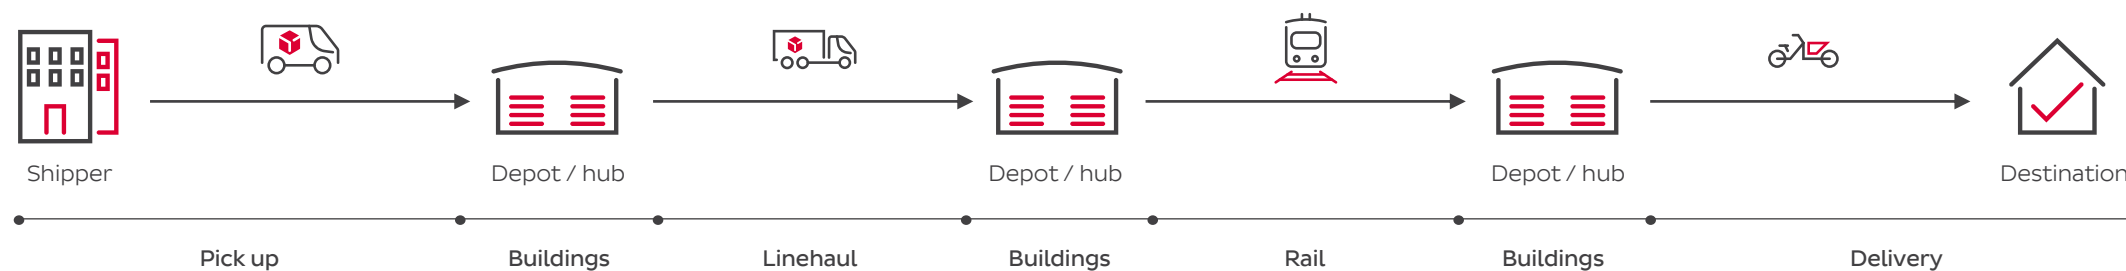 Shipper
Depot / hub
Depot / hub
Depot / hub
Destination
Pick up
Buildings
Linehaul
Buildings
Rail
Buildings
Delivery